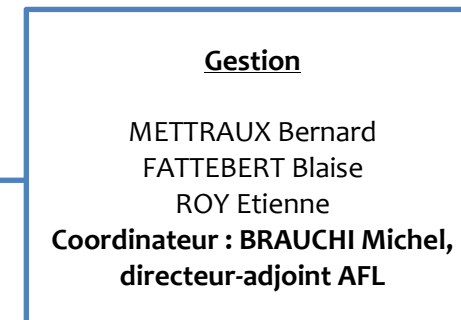 Gestion
METTRAUX Bernard
FATTEBERT Blaise
ROY Etienne
Coordinateur : BRAUCHI Michel,
directeur-adjoint AFL